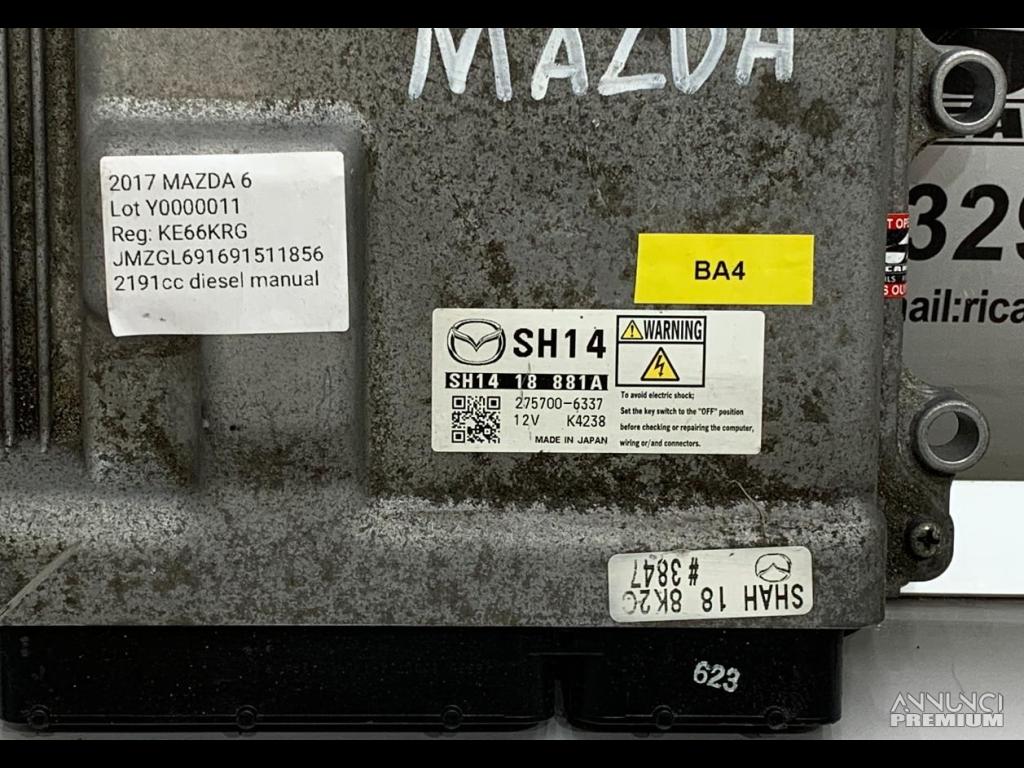 MAZDA
2017 MAZDA 6
Lot Y0000011
Reg: KE66KRG
JMZGL691691511856
2191cc diesel manual
BA4
SH14
SH14 18 881A
275700-6337
12V K4238
MADE IN JAPAN
WARNING
To avoid electric shock;
Set the key switch to the "OFF" position
before checking or repairing the computer,
wiring or/and connectors.
SHAH 18 8K2C
# 3847
623
329
mail:rica
ANNUNCI
PREMIUM